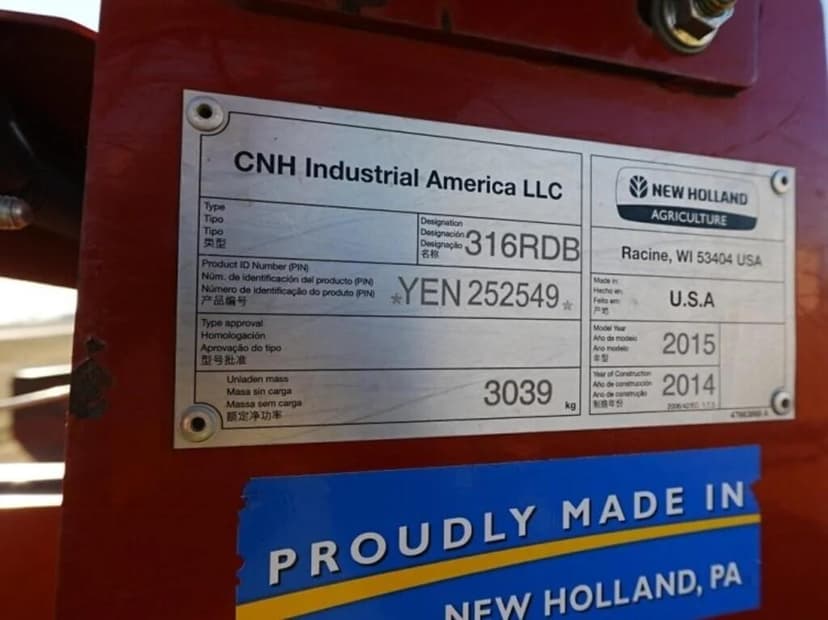 CNH Industrial America LLC
Type
Tipo
Tipo
类型
Designation
Designación
Designação
名称
316RDB
Product ID Number (PIN)
Núm. de identificación del producto (PIN)
Número de identificação do produto (PIN)
产品编号
*YEN 252549*
Type approval
Homologación
Aprovação do tipo
型号批准
Unladen mass
Masa sin carga
Massa sem carga
额定净功率
3039 kg
NEW HOLLAND
AGRICULTURE
Racine, WI 53404 USA
Made in
Hecho en
Feito em
产地
U.S.A
Model Year
Año de modelo
Ano modelo
年型
2015
Year of Construction
Año de construcción
Ano de construção
制造年份
2014
PROUDLY MADE IN
NEW HOLLAND, PA